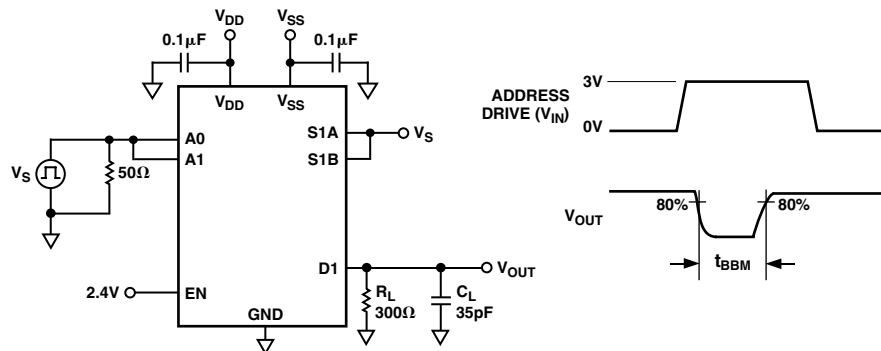 VDD
VSS
0.1µF
0.1µF
VDD
VSS
A0
A1
S1A
S1B
VS
VS
50Ω
D1
VOUT
2.4V
EN
RL
300Ω
CL
35pF
GND
3V
ADDRESS
DRIVE (VIN)
0V
VOUT
80%
80%
tBBM